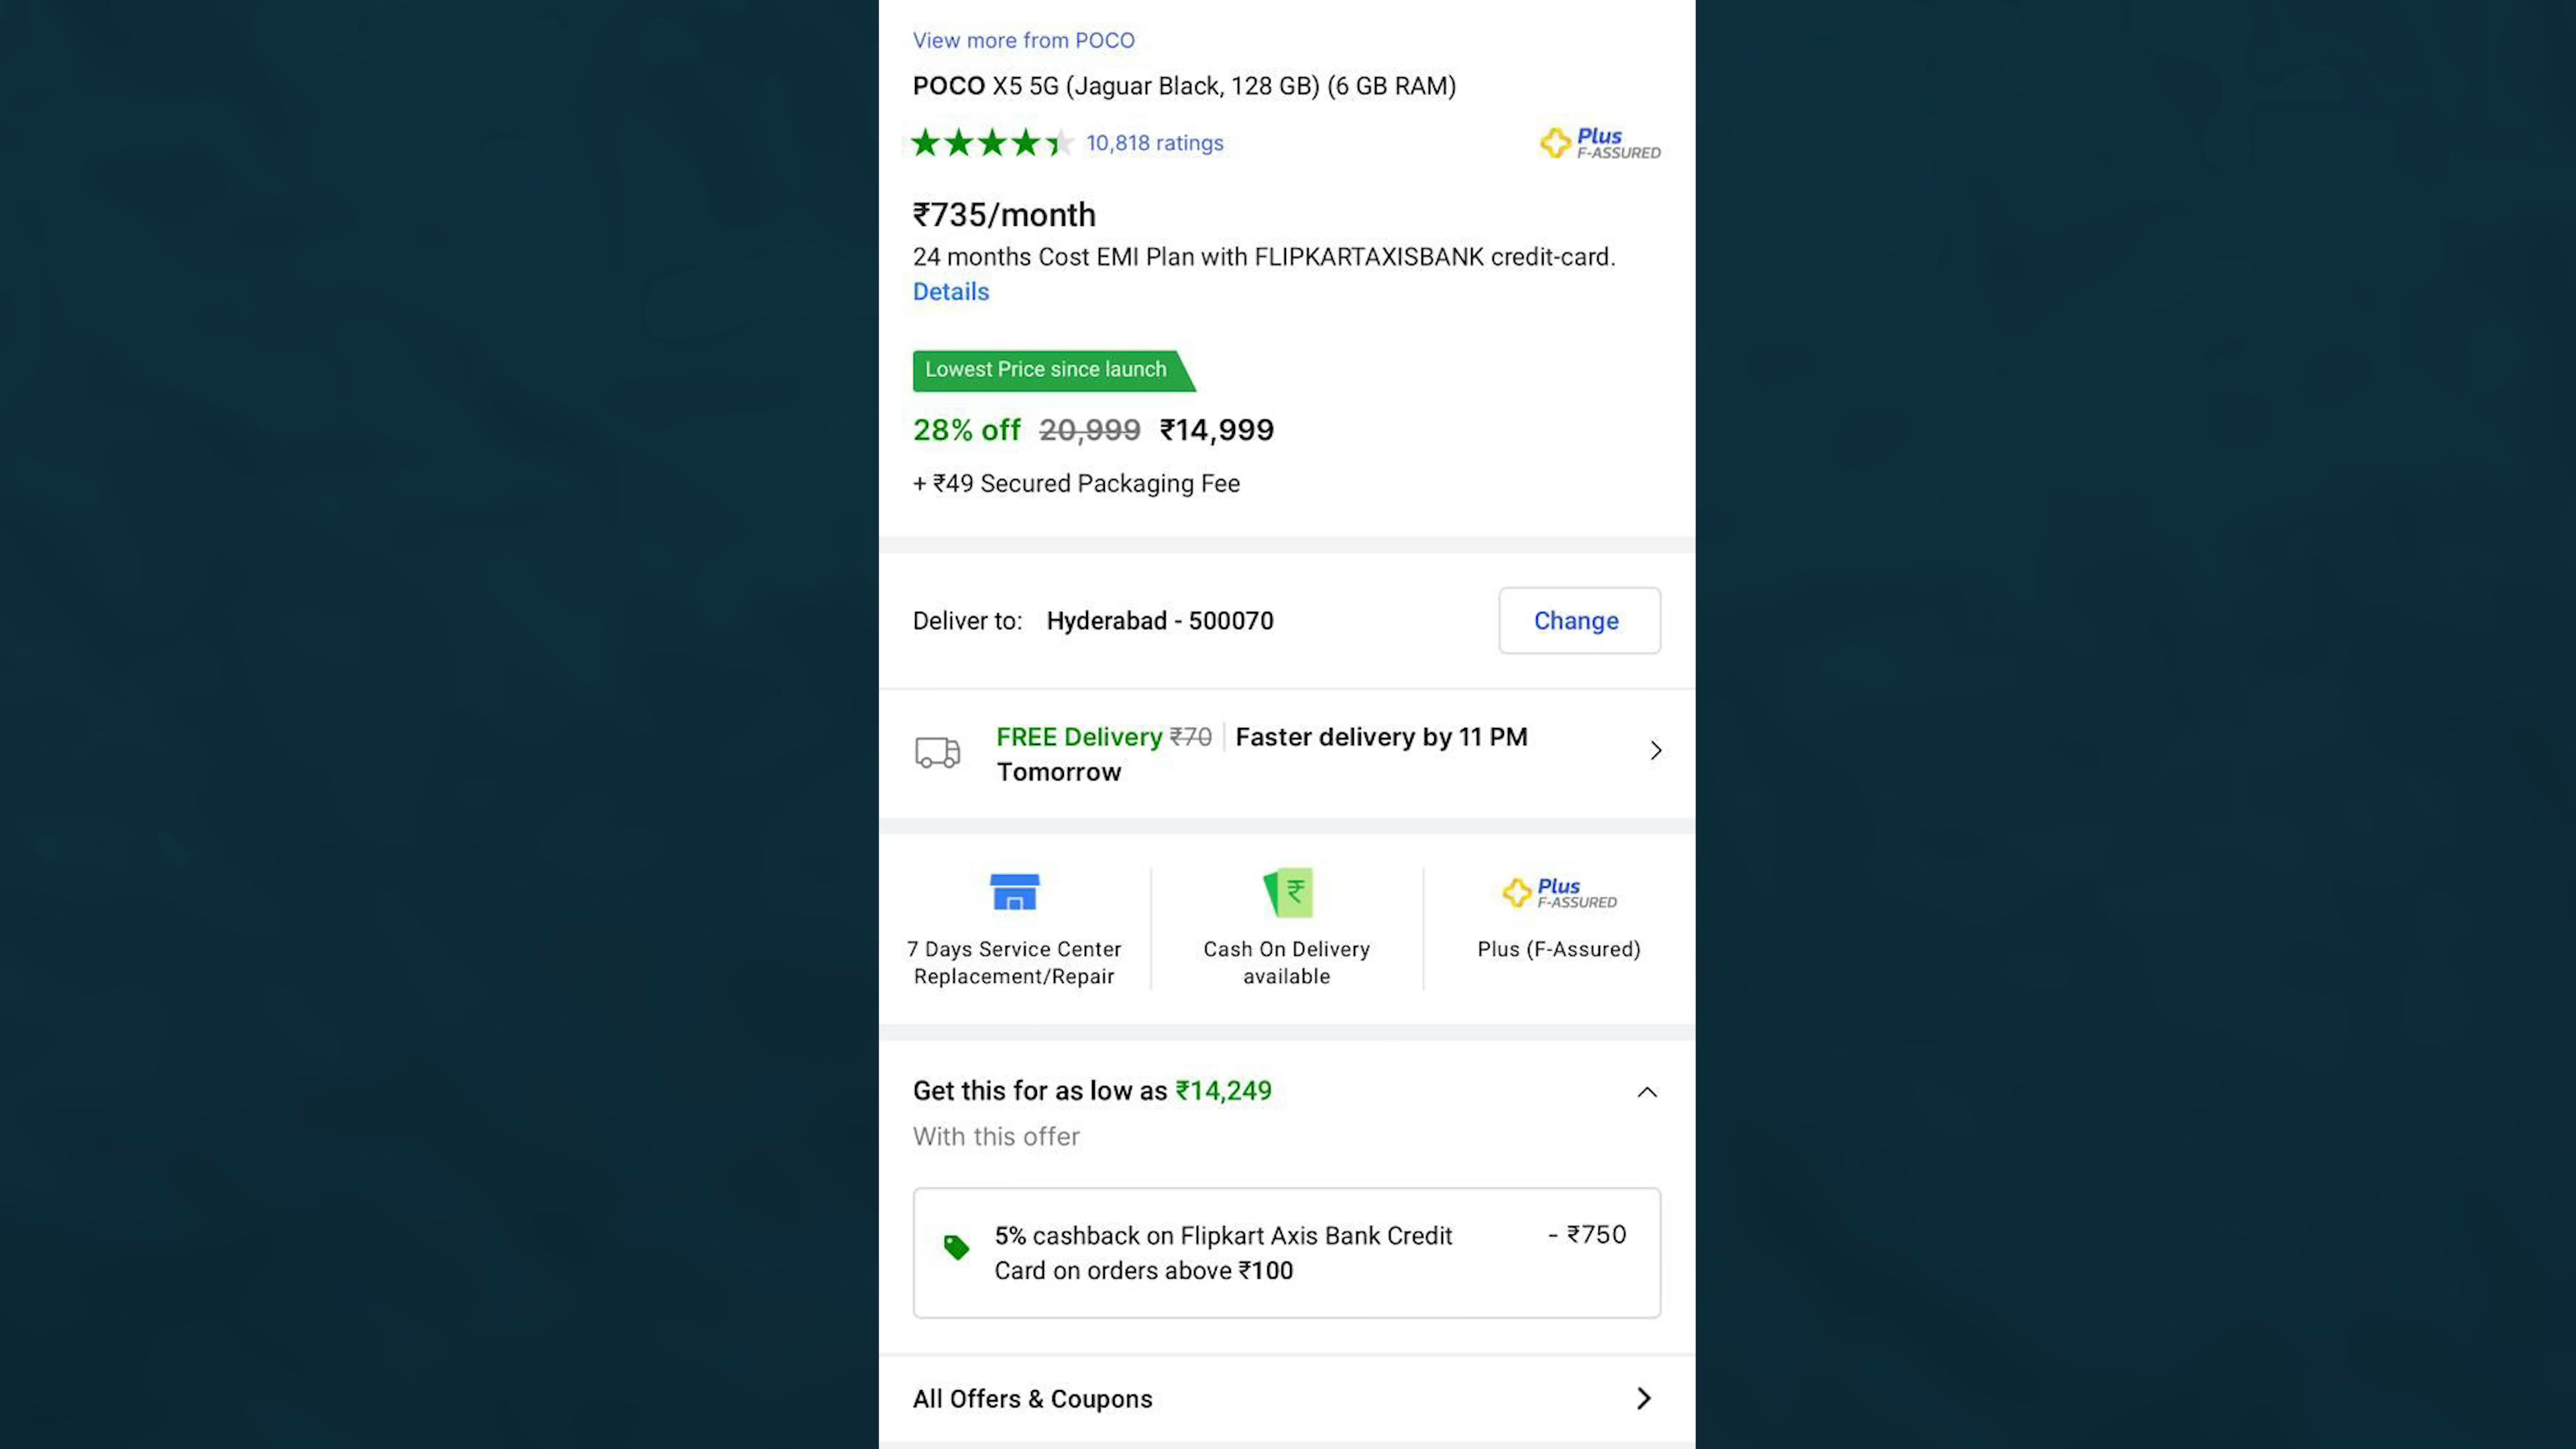 View more from POCO
POCO X5 5G (Jaguar Black, 128 GB) (6 GB RAM)
10,818 ratings
Plus
F-ASSURED
₹735/month
24 months Cost EMI Plan with FLIPKARTAXISBANK credit-card.
Details
Lowest Price since launch
28% off 20,999 ₹14,999
+ ₹49 Secured Packaging Fee
Deliver to: Hyderabad - 500070
Change
FREE Delivery ₹70 Faster delivery by 11 PM
Tomorrow
7 Days Service Center
Replacement/Repair
Cash On Delivery
available
Plus
F-ASSURED
Plus (F-Assured)
Get this for as low as ₹14,249
With this offer
5% cashback on Flipkart Axis Bank Credit
Card on orders above ₹100
- ₹750
All Offers & Coupons